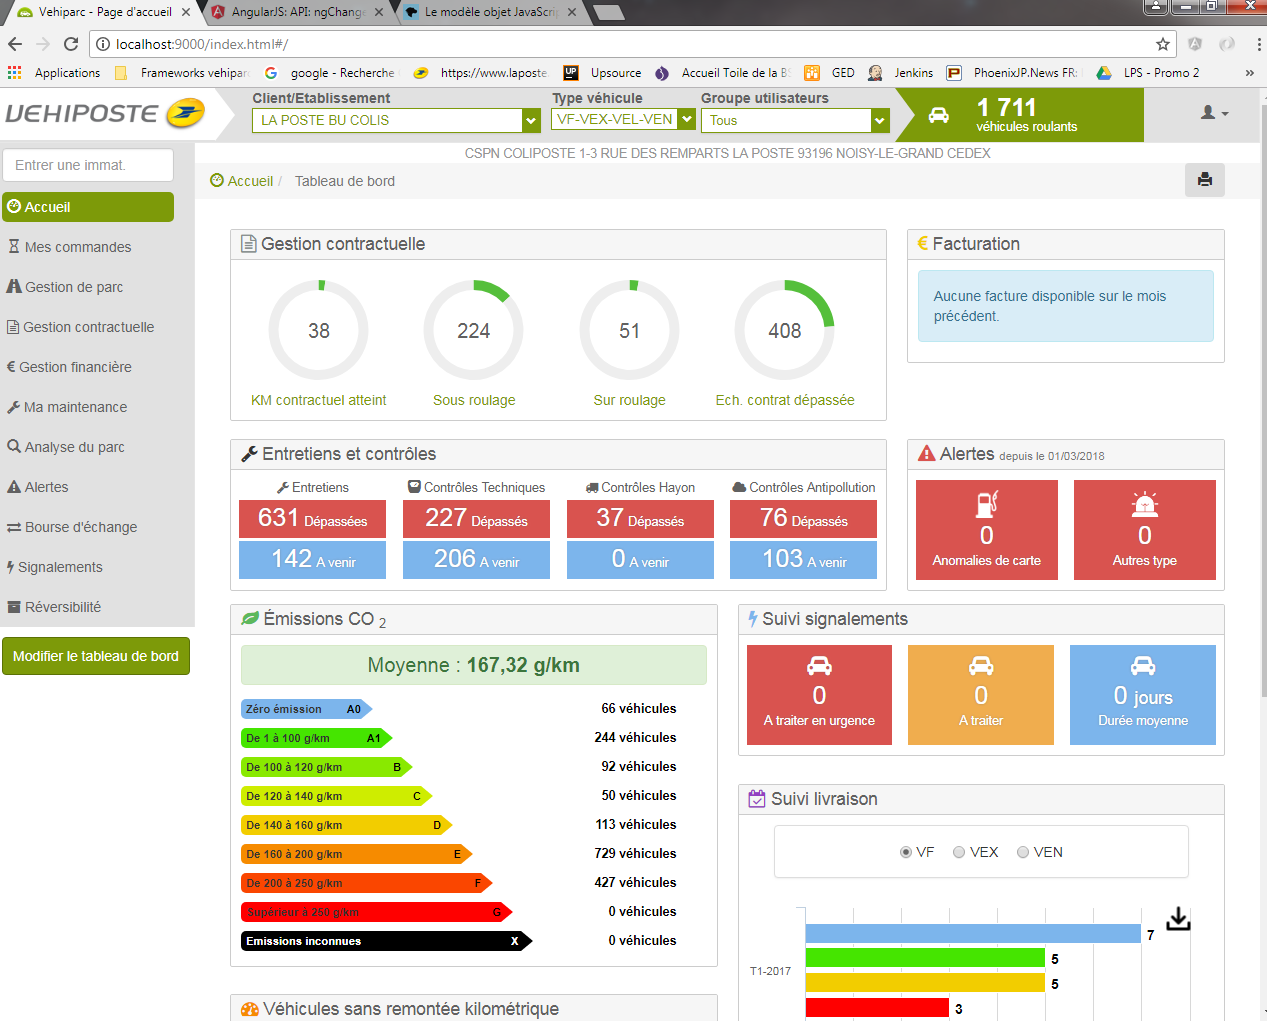 Vehiparc - Page d'accueil
AngularJS: API: ngChang
Le modèle objet JavaScrip
localhost:9000/index.html#/
Applications
Frameworks vehipar
google - Recherche
https://www.laposte.
Upsource
Accueil Toile de la B
GED
Jenkins
PhoenixJP.News FR:
LPS - Promo 2
»
VEHIPOSTE
Client/Etablissement
LA POSTE BU COLIS
Type véhicule
VF-VEX-VEL-VEN
Groupe utilisateurs
Tous
1 711
véhicules roulants
CSPN COLIPOSTE 1-3 RUE DES REMPARTS LA POSTE 93196 NOISY-LE-GRAND CEDEX
Entrer une immat.
Accueil / Tableau de bord
Accueil
Mes commandes
Gestion de parc
Gestion contractuelle
€ Gestion financière
Ma maintenance
Analyse du parc
Alertes
Bourse d'échange
Signalements
Réversibilité
Modifier le tableau de bord
Gestion contractuelle
38
224
51
408
KM contractuel atteint
Sous roulage
Sur roulage
Ech. contrat dépassée
€ Facturation
Aucune facture disponible sur le mois
précédent.
Entretiens et contrôles
Entretiens
Contrôles Techniques
Contrôles Hayon
Contrôles Antipollution
631 Dépassées
227 Dépassés
37 Dépassés
76 Dépassés
142 A venir
206 A venir
0 A venir
103 A venir
Alertes depuis le 01/03/2018
0
Anomalies de carte
0
Autres type
Émissions CO 2
Moyenne : 167,32 g/km
Zéro émission A0 66 véhicules
De 1 à 100 g/km A1 244 véhicules
De 100 à 120 g/km B 92 véhicules
De 120 à 140 g/km C 50 véhicules
De 140 à 160 g/km D 113 véhicules
De 160 à 200 g/km E 729 véhicules
De 200 à 250 g/km F 427 véhicules
Supérieur à 250 g/km G 0 véhicules
Emissions inconnues X 0 véhicules
Suivi signalements
0
A traiter en urgence
0
A traiter
0 jours
Durée moyenne
Suivi livraison
VF
VEX
VEN
T1-2017
7
5
5
3
Véhicules sans remontée kilométrique